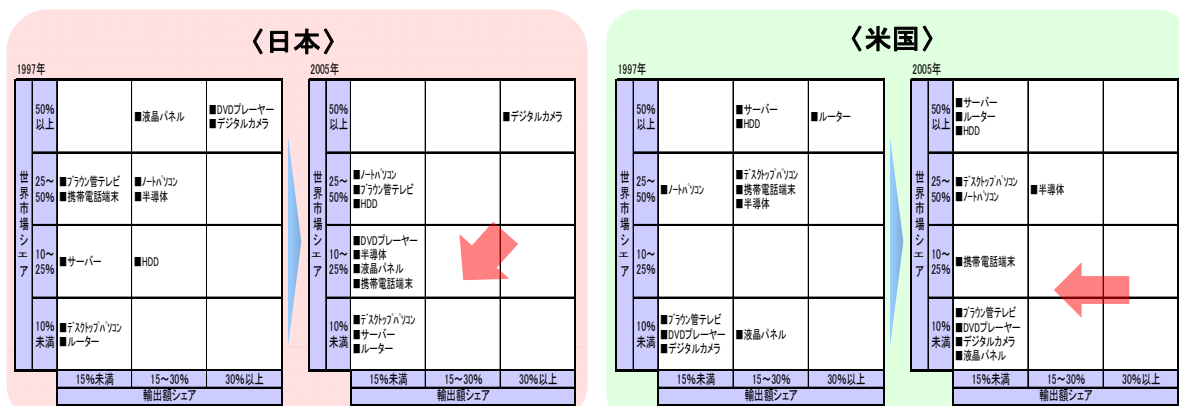 〈日本〉
1997年
世界市場シェア
50%以上
■液晶パネル
■DVDプレーヤー
■デジタルカメラ
25～50%
■ブラウン管テレビ
■携帯電話端末
■ノートパソコン
■半導体
10～25%
■サーバー
■HDD
10%未満
■デスクトップパソコン
■ルーター
15%未満
15～30%
30%以上
輸出額シェア
2005年
世界市場シェア
50%以上
■デジタルカメラ
25～50%
■ノートパソコン
■ブラウン管テレビ
■HDD
10～25%
■DVDプレーヤー
■半導体
■液晶パネル
■携帯電話端末
10%未満
■デスクトップパソコン
■サーバー
■ルーター
15%未満
15～30%
30%以上
輸出額シェア
〈米国〉
1997年
世界市場シェア
50%以上
■サーバー
■HDD
■ルーター
25～50%
■ノートパソコン
■デスクトップパソコン
■携帯電話端末
■半導体
10～25%
10%未満
■ブラウン管テレビ
■DVDプレーヤー
■デジタルカメラ
■液晶パネル
15%未満
15～30%
30%以上
輸出額シェア
2005年
世界市場シェア
50%以上
■サーバー
■ルーター
■HDD
25～50%
■デスクトップパソコン
■ノートパソコン
■半導体
10～25%
■携帯電話端末
10%未満
■ブラウン管テレビ
■DVDプレーヤー
■デジタルカメラ
■液晶パネル
15%未満
15～30%
30%以上
輸出額シェア